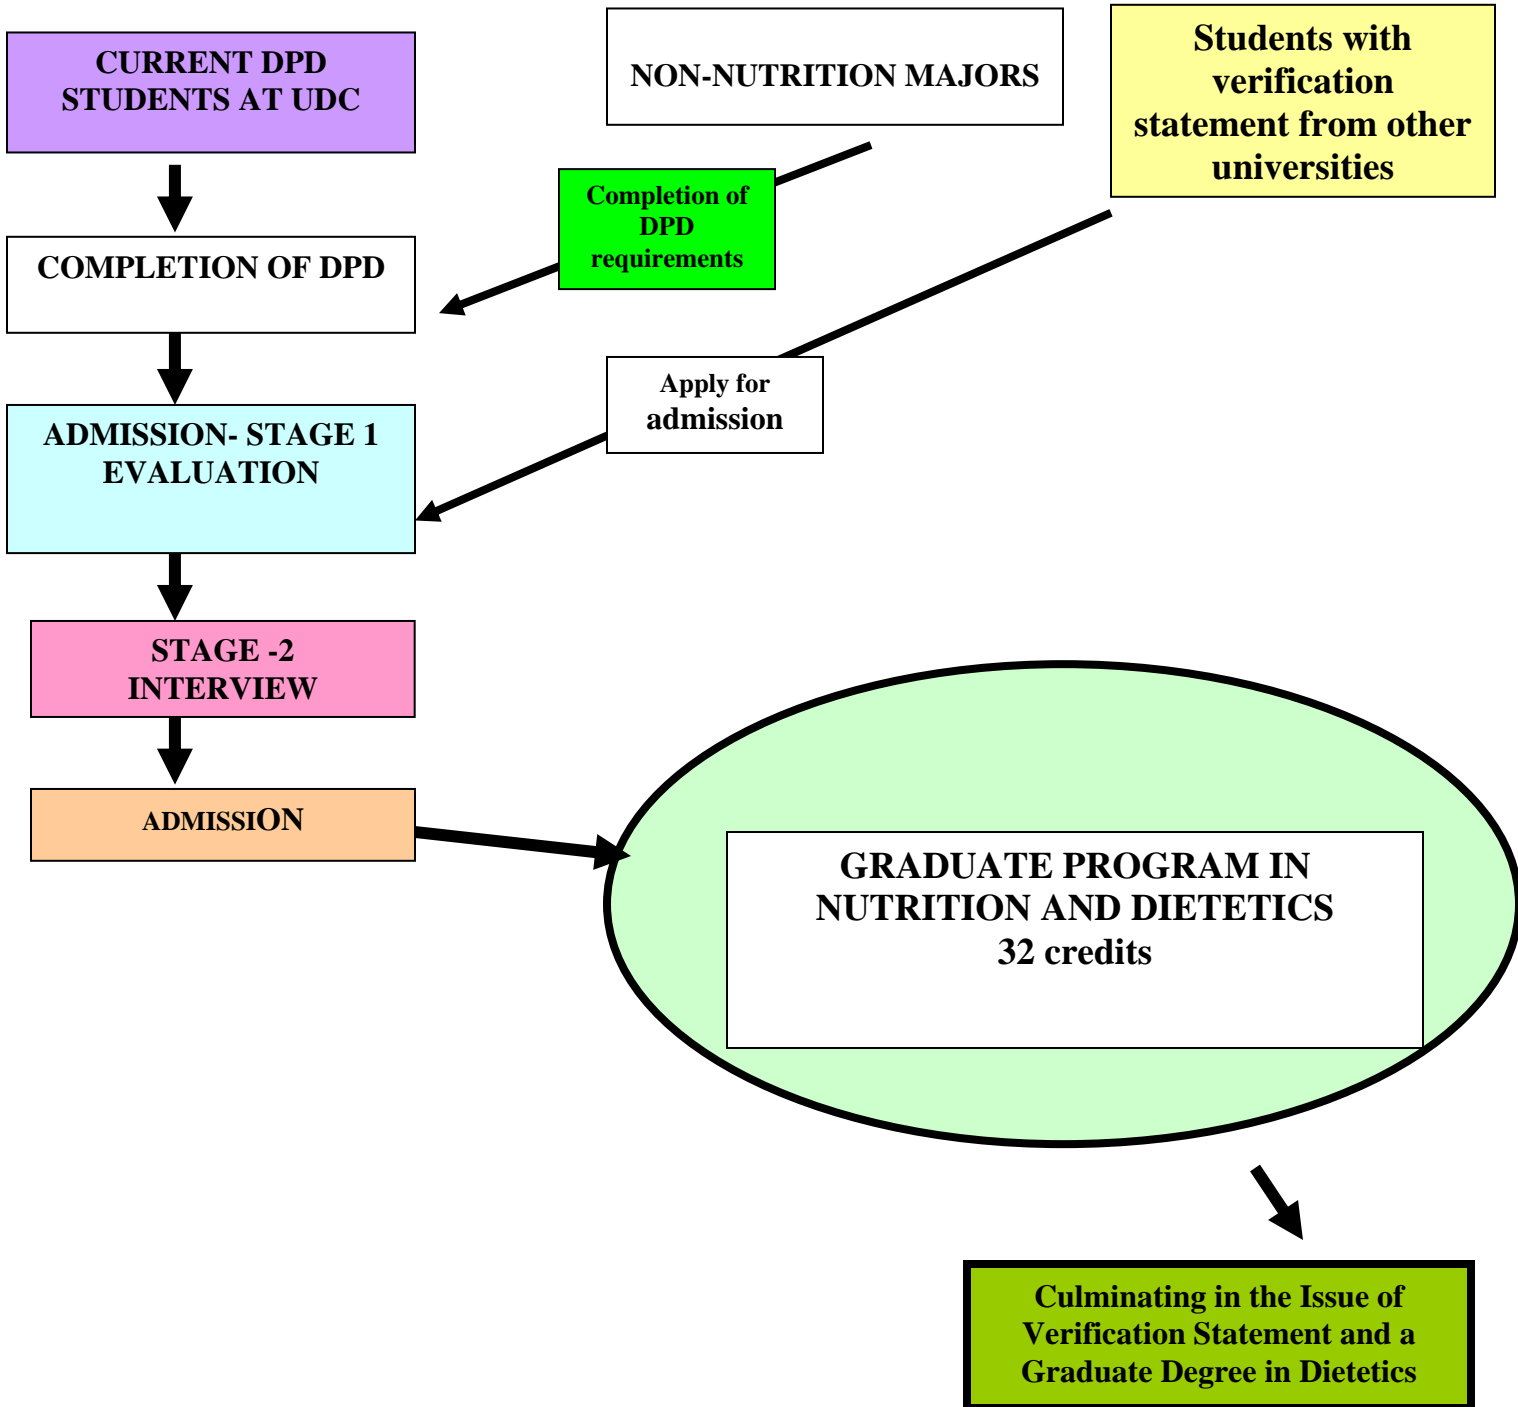 CURRENT DPD
STUDENTS AT UDC
NON-NUTRITION MAJORS
Students with
verification
statement from other
universities
Completion of
DPD
requirements
COMPLETION OF DPD
Apply for
admission
ADMISSION- STAGE 1
EVALUATION
STAGE -2
INTERVIEW
ADMISSION
GRADUATE PROGRAM IN
NUTRITION AND DIETETICS
32 credits
Culminating in the Issue of
Verification Statement and a
Graduate Degree in Dietetics